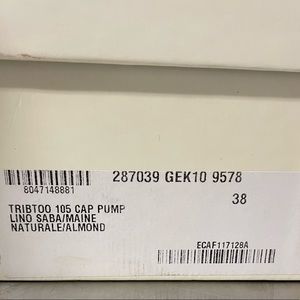 287039 GEK10 9578
8047148881
38
TRIBTOO 105 CAP PUMP
LINO SABA/MAINE
NATURALE/ALMOND
ECAF117128A